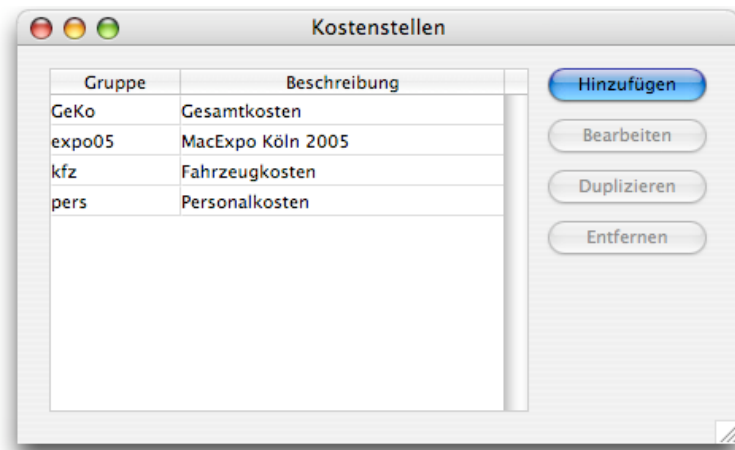 Kostenstellen
Gruppe Beschreibung
GeKo Gesamtkosten
expo05 MacExpo Köln 2005
kfz Fahrzeugkosten
pers Personalkosten
Hinzufügen
Bearbeiten
Duplizieren
Entfernen